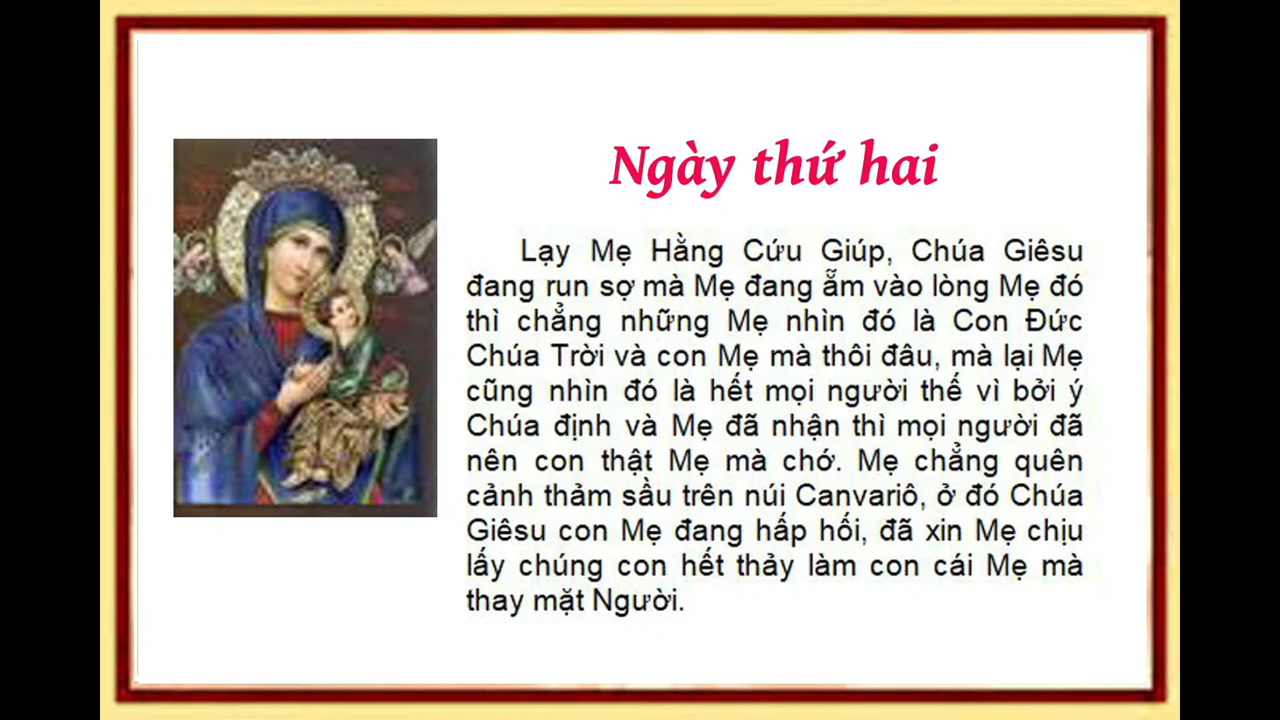 Ngày thứ hai
Lạy Mẹ Hằng Cứu Giúp, Chúa Giêsu
đang run sợ mà Mẹ đang ẵm vào lòng Mẹ đó
thì chẳng những Mẹ nhìn đó là Con Đức
Chúa Trời và con Mẹ mà thôi đâu, mà lại Mẹ
cũng nhìn đó là hết mọi người thế vì bởi ý
Chúa định và Mẹ đã nhận thì mọi người đã
nên con thật Mẹ mà chớ. Mẹ chẳng quên
cảnh thảm sầu trên núi Canvariô, ở đó Chúa
Giêsu con Mẹ đang hấp hối, đã xin Mẹ chịu
lấy chúng con hết thảy làm con cái Mẹ mà
thay mặt Người.